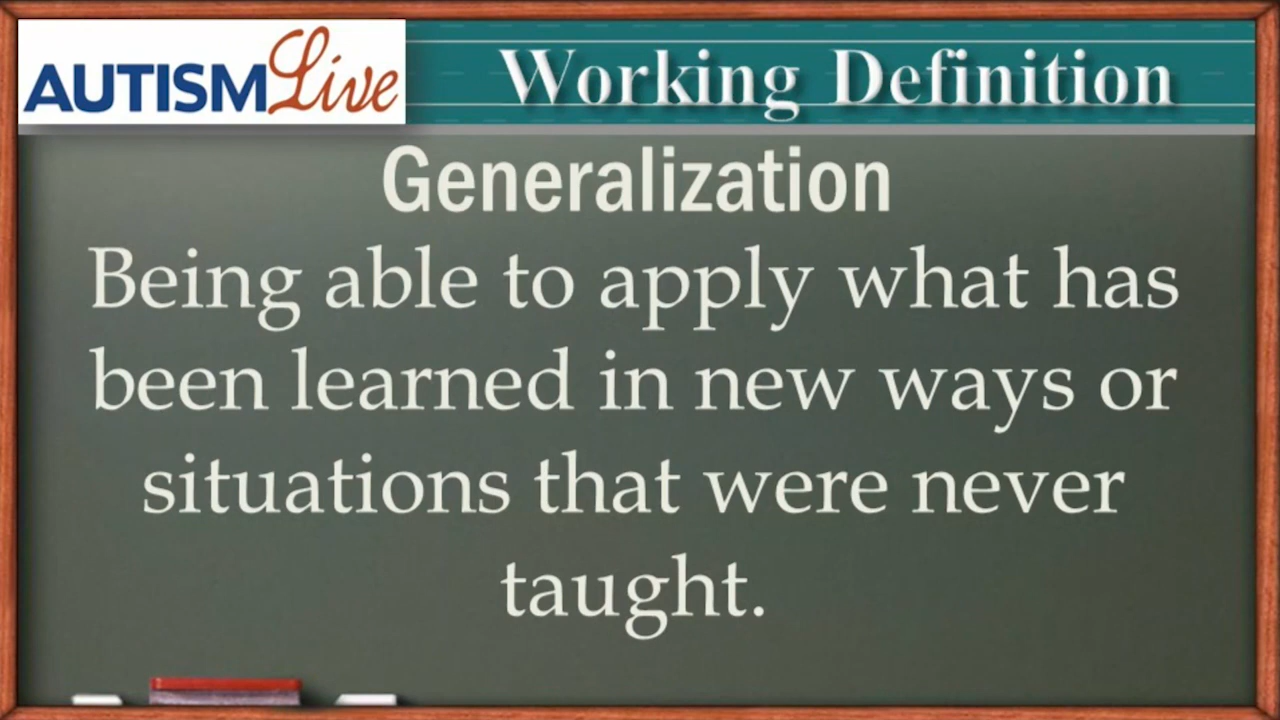 AUTISMLive
Working Definition
Generalization
Being able to apply what has
been learned in new ways or
situations that were never
taught.